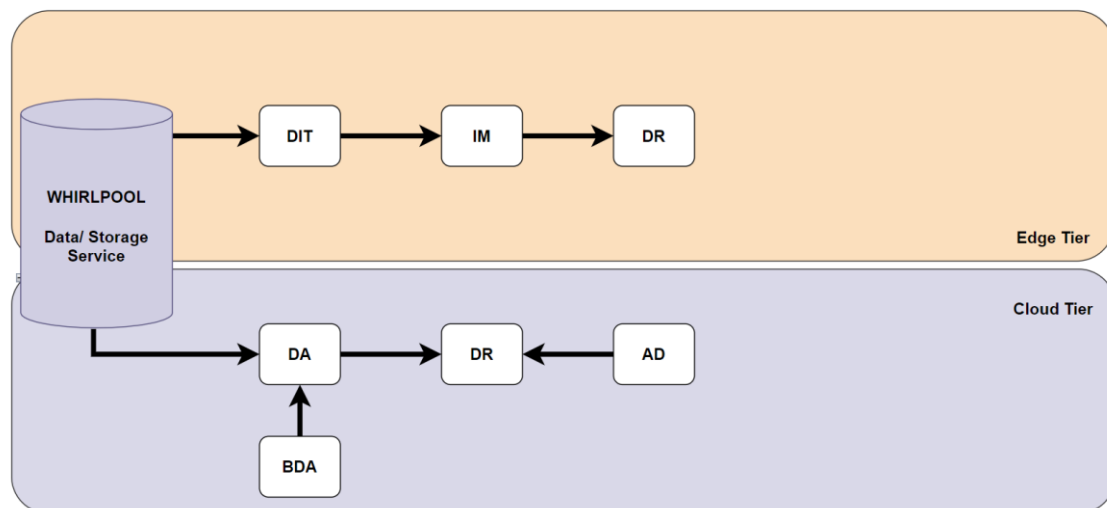 DIT
IM
DR
WHIRLPOOL
Data/ Storage
Service
Edge Tier
Cloud Tier
DA
DR
AD
BDA